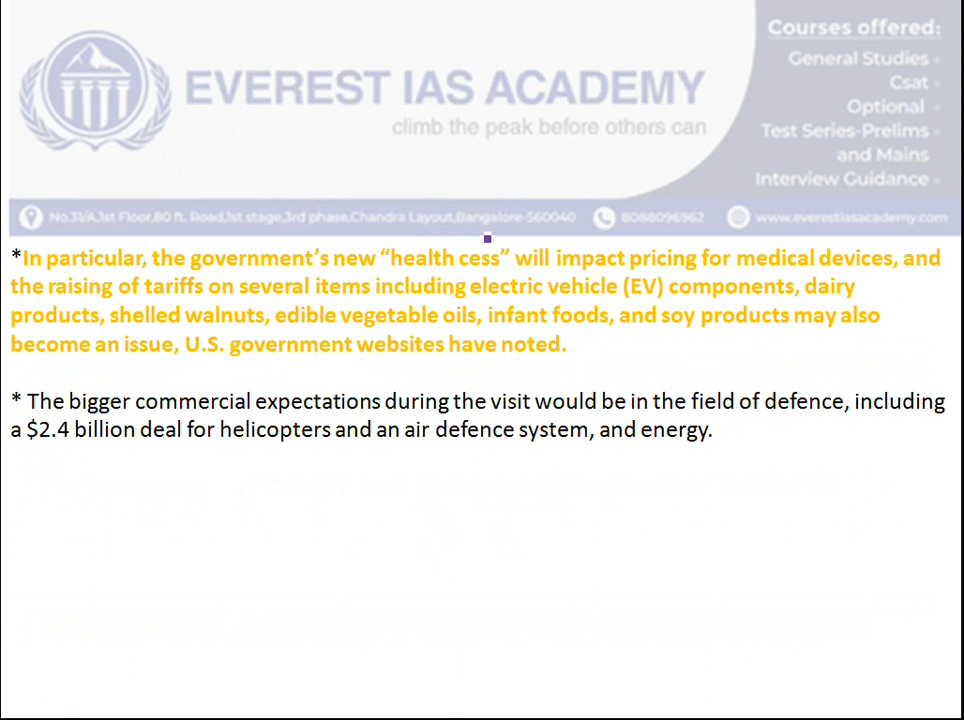 Courses offered:
General Studies
Csat
Optional
Test Series-Prelims
and Mains
Interview Guidance
EVEREST IAS ACADEMY
climb the peak before others can
No.31/A,1st Floor,80 ft. Road,1st stage,3rd phase,Chandra Layout,Bangalore-560040 8088096962 www.everestiasacademy.com
*In particular, the government's new “health cess” will impact pricing for medical devices, and
the raising of tariffs on several items including electric vehicle (EV) components, dairy
products, shelled walnuts, edible vegetable oils, infant foods, and soy products may also
become an issue, U.S. government websites have noted.
* The bigger commercial expectations during the visit would be in the field of defence, including
a $2.4 billion deal for helicopters and an air defence system, and energy.